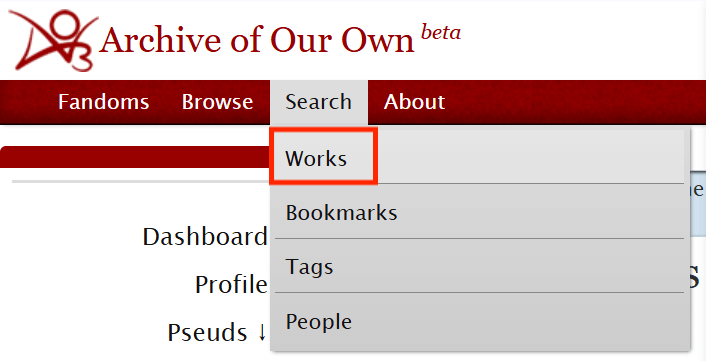 Archive of Our Own beta
Fandoms Browse Search About
Works
Bookmarks
Tags
People
Dashboard
Profile
Pseuds ↓